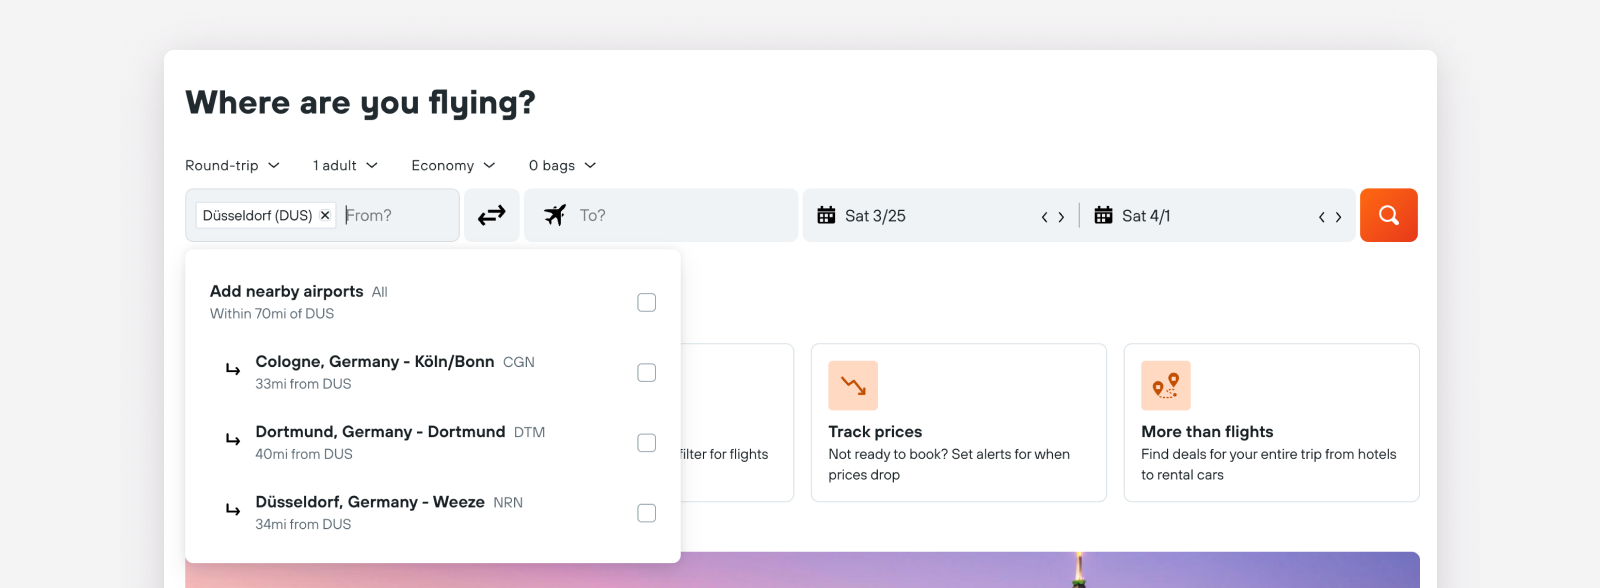 Where are you flying?
Round-trip 1 adult Economy 0 bags
Düsseldorf (DUS) From? To? Sat 3/25 Sat 4/1
Add nearby airports All
Within 70mi of DUS
Cologne, Germany - Köln/Bonn CGN
33mi from DUS
Dortmund, Germany - Dortmund DTM
40mi from DUS
Düsseldorf, Germany - Weeze NRN
34mi from DUS
filter for flights
Track prices
Not ready to book? Set alerts for when
prices drop
More than flights
Find deals for your entire trip from hotels
to rental cars